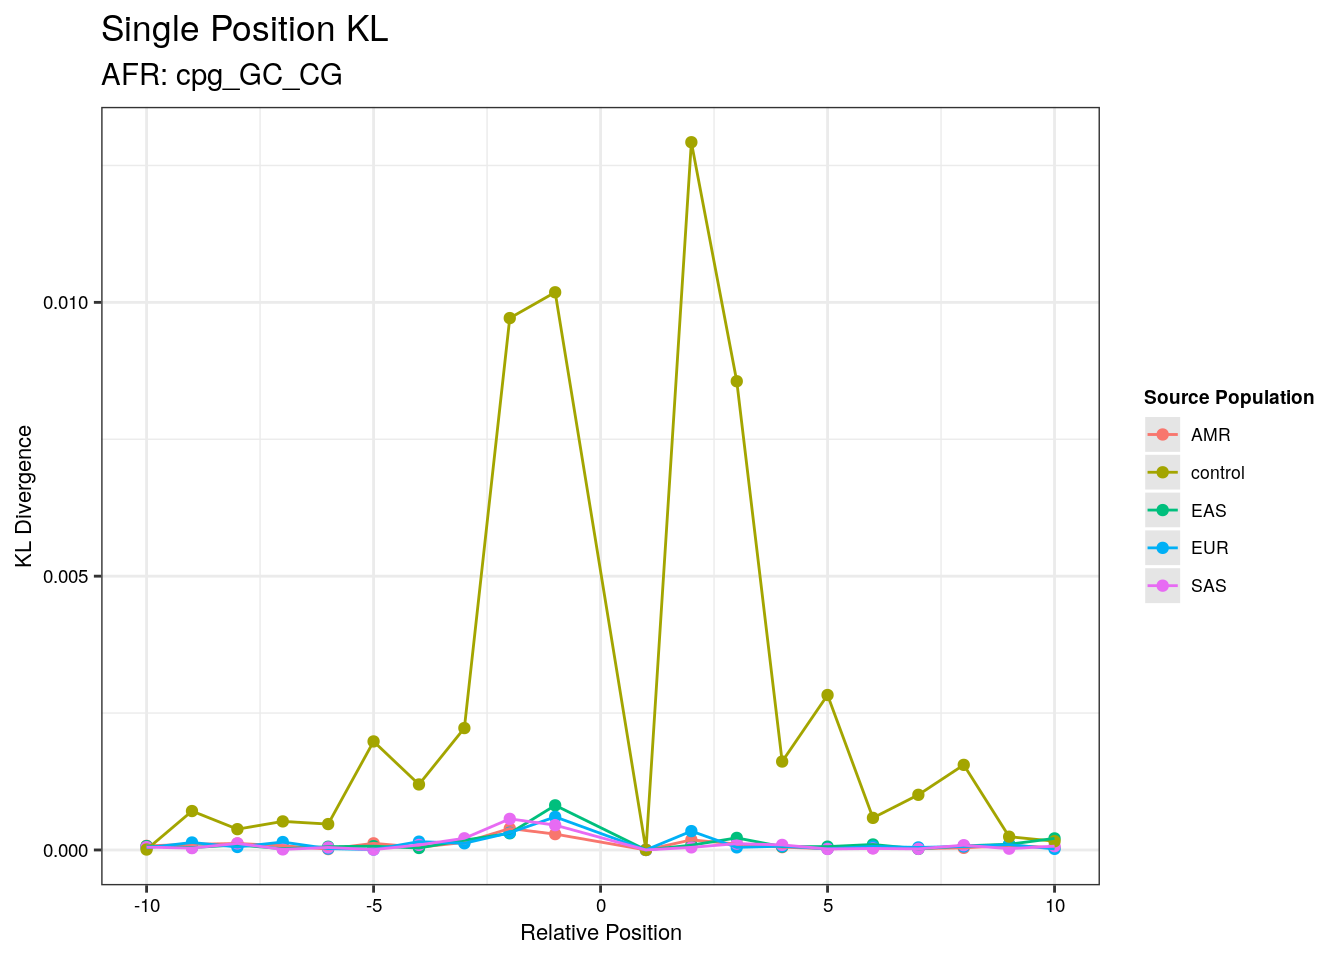 Single Position KL
AFR: cpg_GC_CG
KL Divergence
0.010
0.005
0.000
-10
-5
0
5
10
Relative Position
Source Population
AMR
control
EAS
EUR
SAS